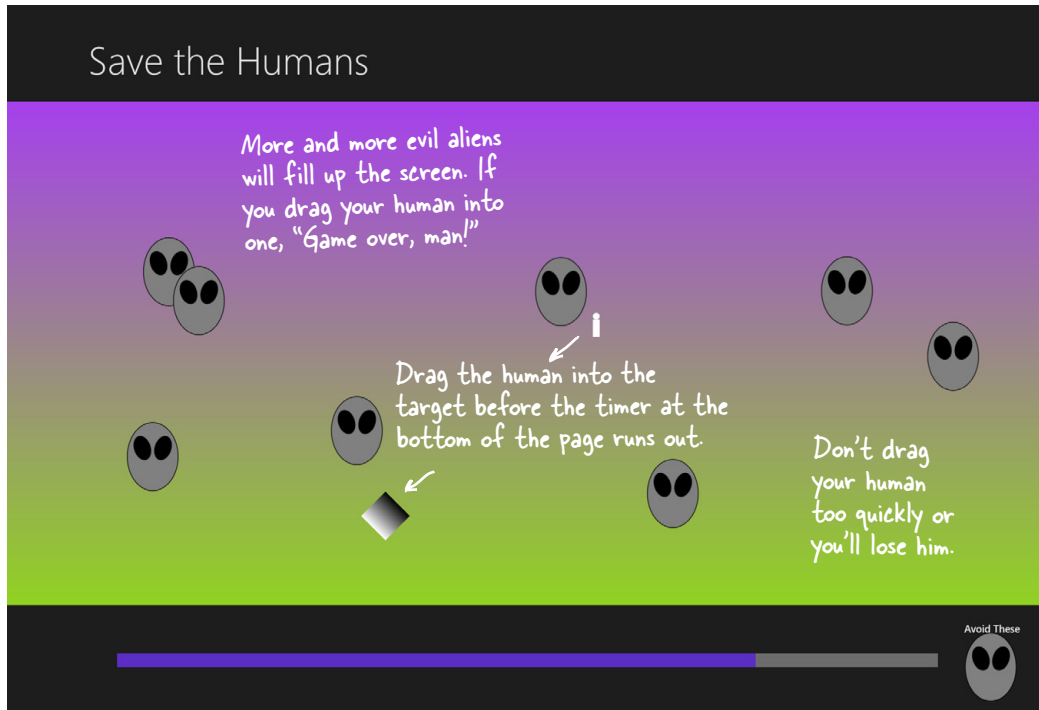 Save the Humans
More and more evil aliens
will fill up the screen. If
you drag your human into
one, “Game over, man!”
Drag the human into the
target before the timer at the
bottom of the page runs out.
Don't drag
your human
too quickly or
you'll lose him.
Avoid These